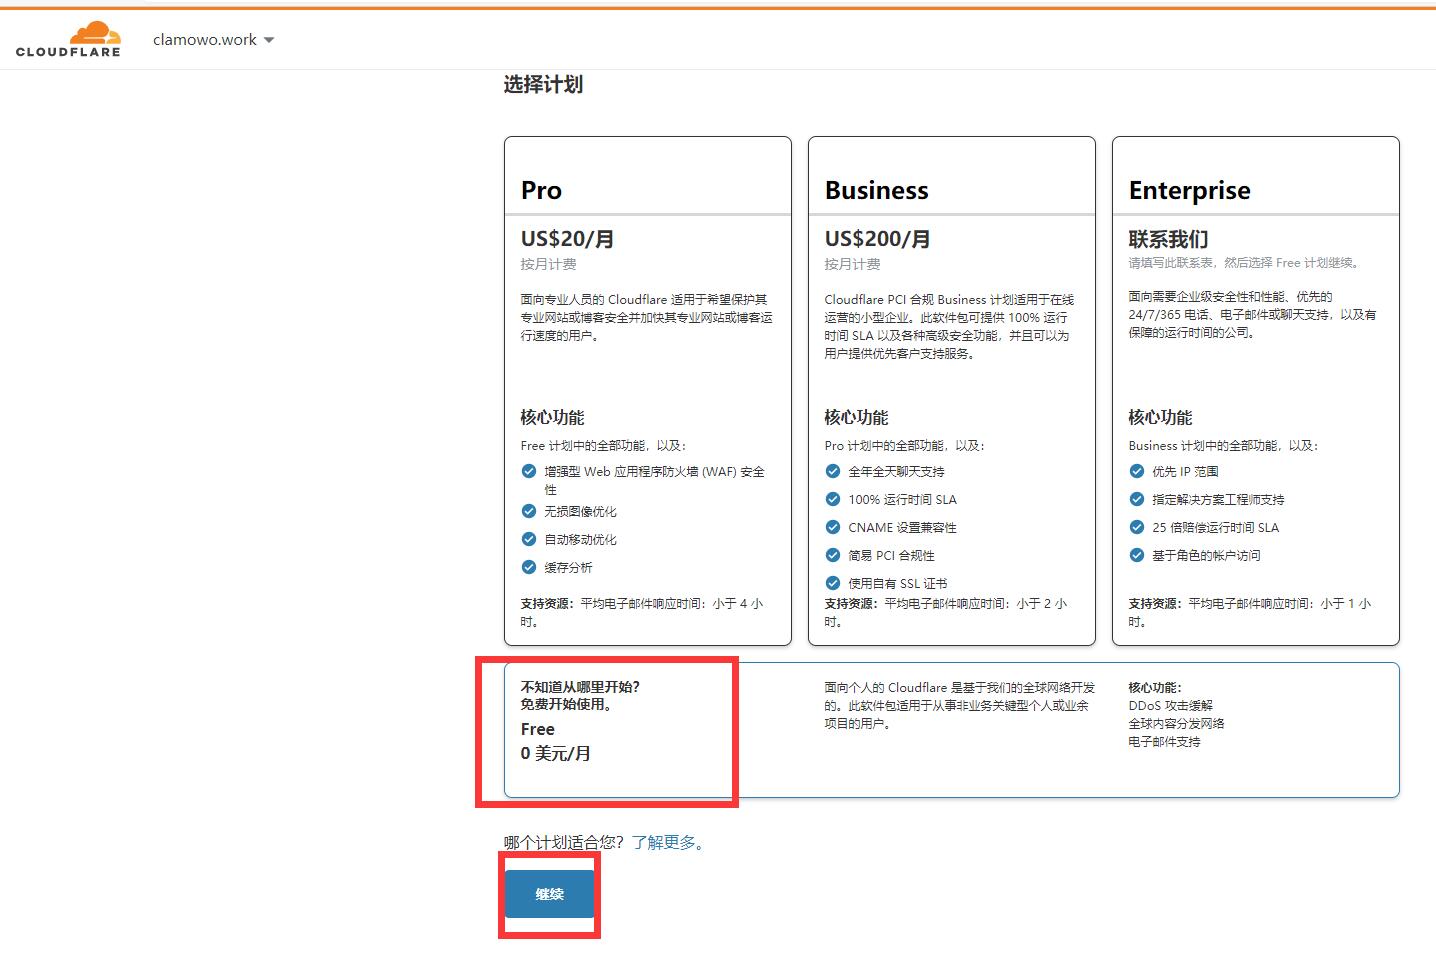 CLOUDFLARE
clamowo.work
选择计划
Pro
US$20/月
按月计费
面向专业人员的 Cloudflare 适用于希望保护其
专业网站或博客安全并加快其专业网站或博客运
行速度的用户。
核心功能
Free 计划中的全部功能，以及：
增强型 Web 应用程序防火墙 (WAF) 安全
性
无损图像优化
自动移动优化
缓存分析
支持资源：平均电子邮件响应时间：小于 4 小
时。
Business
US$200/月
按月计费
Cloudflare PCI 合规 Business 计划适用于在线
运营的小型企业。此软件包可提供 100% 运行
时间 SLA 以及各种高级安全功能，并且可以为
用户提供优先客户支持服务。
核心功能
Pro 计划中的全部功能，以及：
全年全天聊天支持
100% 运行时间 SLA
CNAME 设置兼容性
简易 PCI 合规性
使用自有 SSL 证书
支持资源：平均电子邮件响应时间：小于 2 小
时。
Enterprise
联系我们
请填写此联系表，然后选择 Free 计划继续。
面向需要企业级安全性和性能、优先的
24/7/365 电话、电子邮件或聊天支持，以及有
保障的运行时间的公司。
核心功能
Business 计划中的全部功能，以及：
优先 IP 范围
指定解决方案工程师支持
25 倍赔偿运行时间 SLA
基于角色的帐户访问
支持资源：平均电子邮件响应时间：小于 1 小
时。
不知道从哪里开始？
免费开始使用。
Free
0 美元/月
面向个人的 Cloudflare 是基于我们的全球网络开发
的。此软件包适用于从事非业务关键型个人或业余
项目的用户。
核心功能：
DDoS 攻击缓解
全球内容分发网络
电子邮件支持
哪个计划适合您？了解更多。
继续